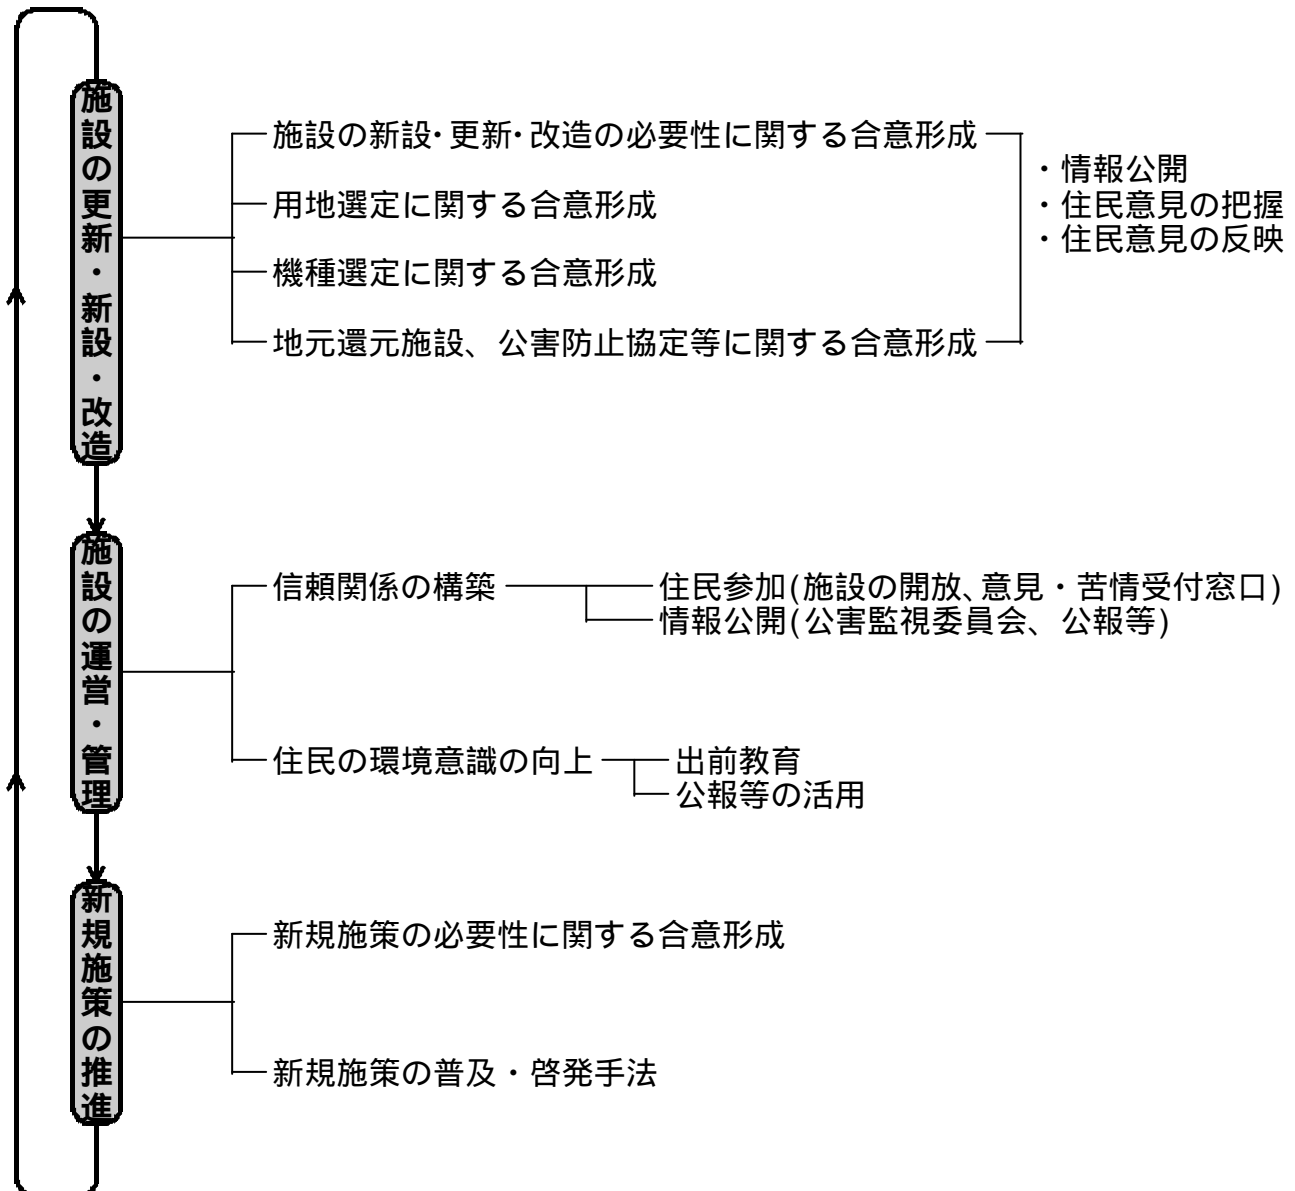 施設の更新・新設・改造
施設の新設・更新・改造の必要性に関する合意形成
用地選定に関する合意形成
機種選定に関する合意形成
地元還元施設、公害防止協定等に関する合意形成
・情報公開
・住民意見の把握
・住民意見の反映
施設の運営・管理
信頼関係の構築
住民参加(施設の開放、意見・苦情受付窓口)
情報公開(公害監視委員会、公報等)
住民の環境意識の向上
出前教育
公報等の活用
新規施策の推進
新規施策の必要性に関する合意形成
新規施策の普及・啓発手法